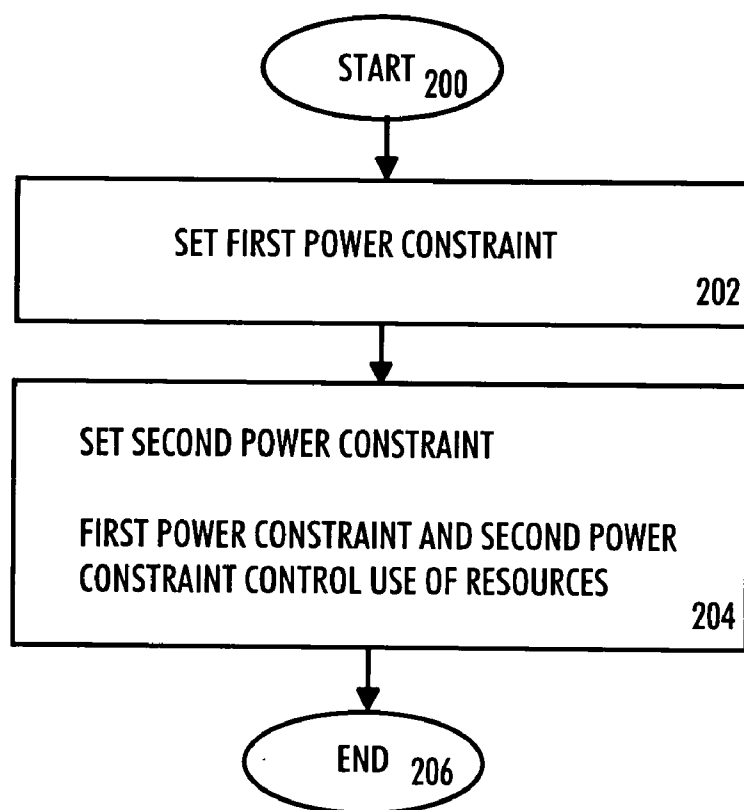 START 200
SET FIRST POWER CONSTRAINT
202
SET SECOND POWER CONSTRAINT
FIRST POWER CONSTRAINT AND SECOND POWER
CONSTRAINT CONTROL USE OF RESOURCES
204
END 206